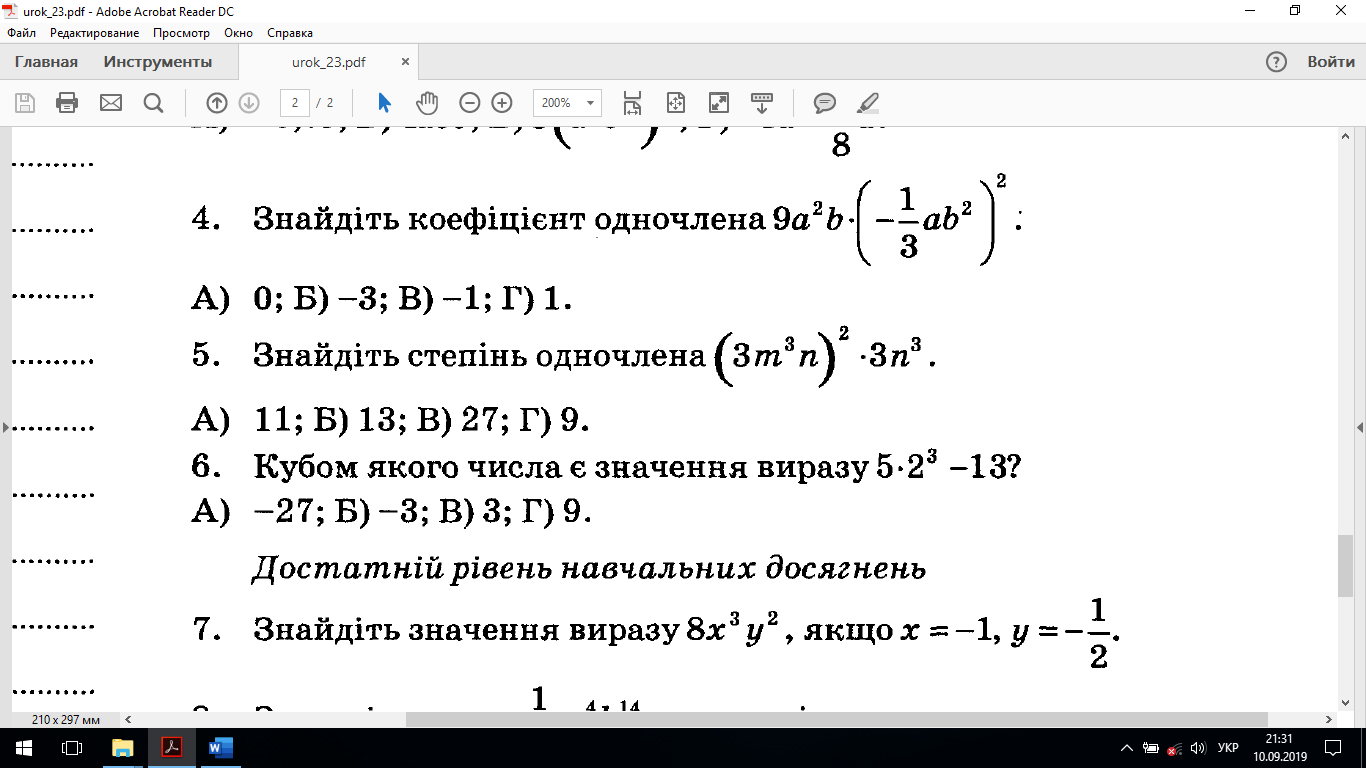 urok_23.pdf - Adobe Acrobat Reader DC
Файл Редактирование Просмотр Окно Справка
Главная Инструменты urok_23.pdf × ? Войти
2 / 2 200%
8
4. Знайдіть коефіцієнт одночлена 9a²b·(−1/3 ab²)² :
А) 0; Б) −3; В) −1; Г) 1.
5. Знайдіть степінь одночлена (3m³n)² ·3n³.
А) 11; Б) 13; В) 27; Г) 9.
6. Кубом якого числа є значення виразу 5·2³ −13?
А) −27; Б) −3; В) 3; Г) 9.
Достатній рівень навчальних досягнень
7. Знайдіть значення виразу 8x³y², якщо x = −1, y = −1/2.
210 x 297 мм
УКР 21:31
10.09.2019